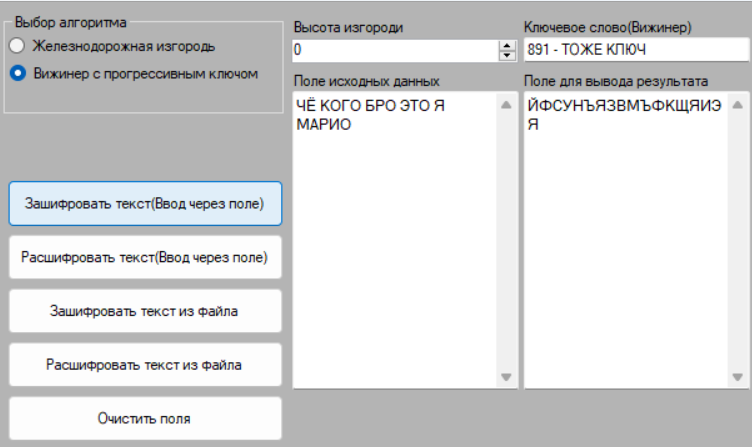 Выбор алгоритма
Железнодорожная изгородь
Вижинер с прогрессивным ключом
Высота изгороди
0
Ключевое слово(Вижинер)
891 - ТОЖЕ КЛЮЧ
Поле исходных данных
ЧЁ КОГО БРО ЭТО Я
МАРИО
Поле для вывода результата
ЙФСУНЪЯЗВМЪФКЩЯИЭ
Я
Зашифровать текст(Ввод через поле)
Расшифровать текст(Ввод через поле)
Зашифровать текст из файла
Расшифровать текст из файла
Очистить поля